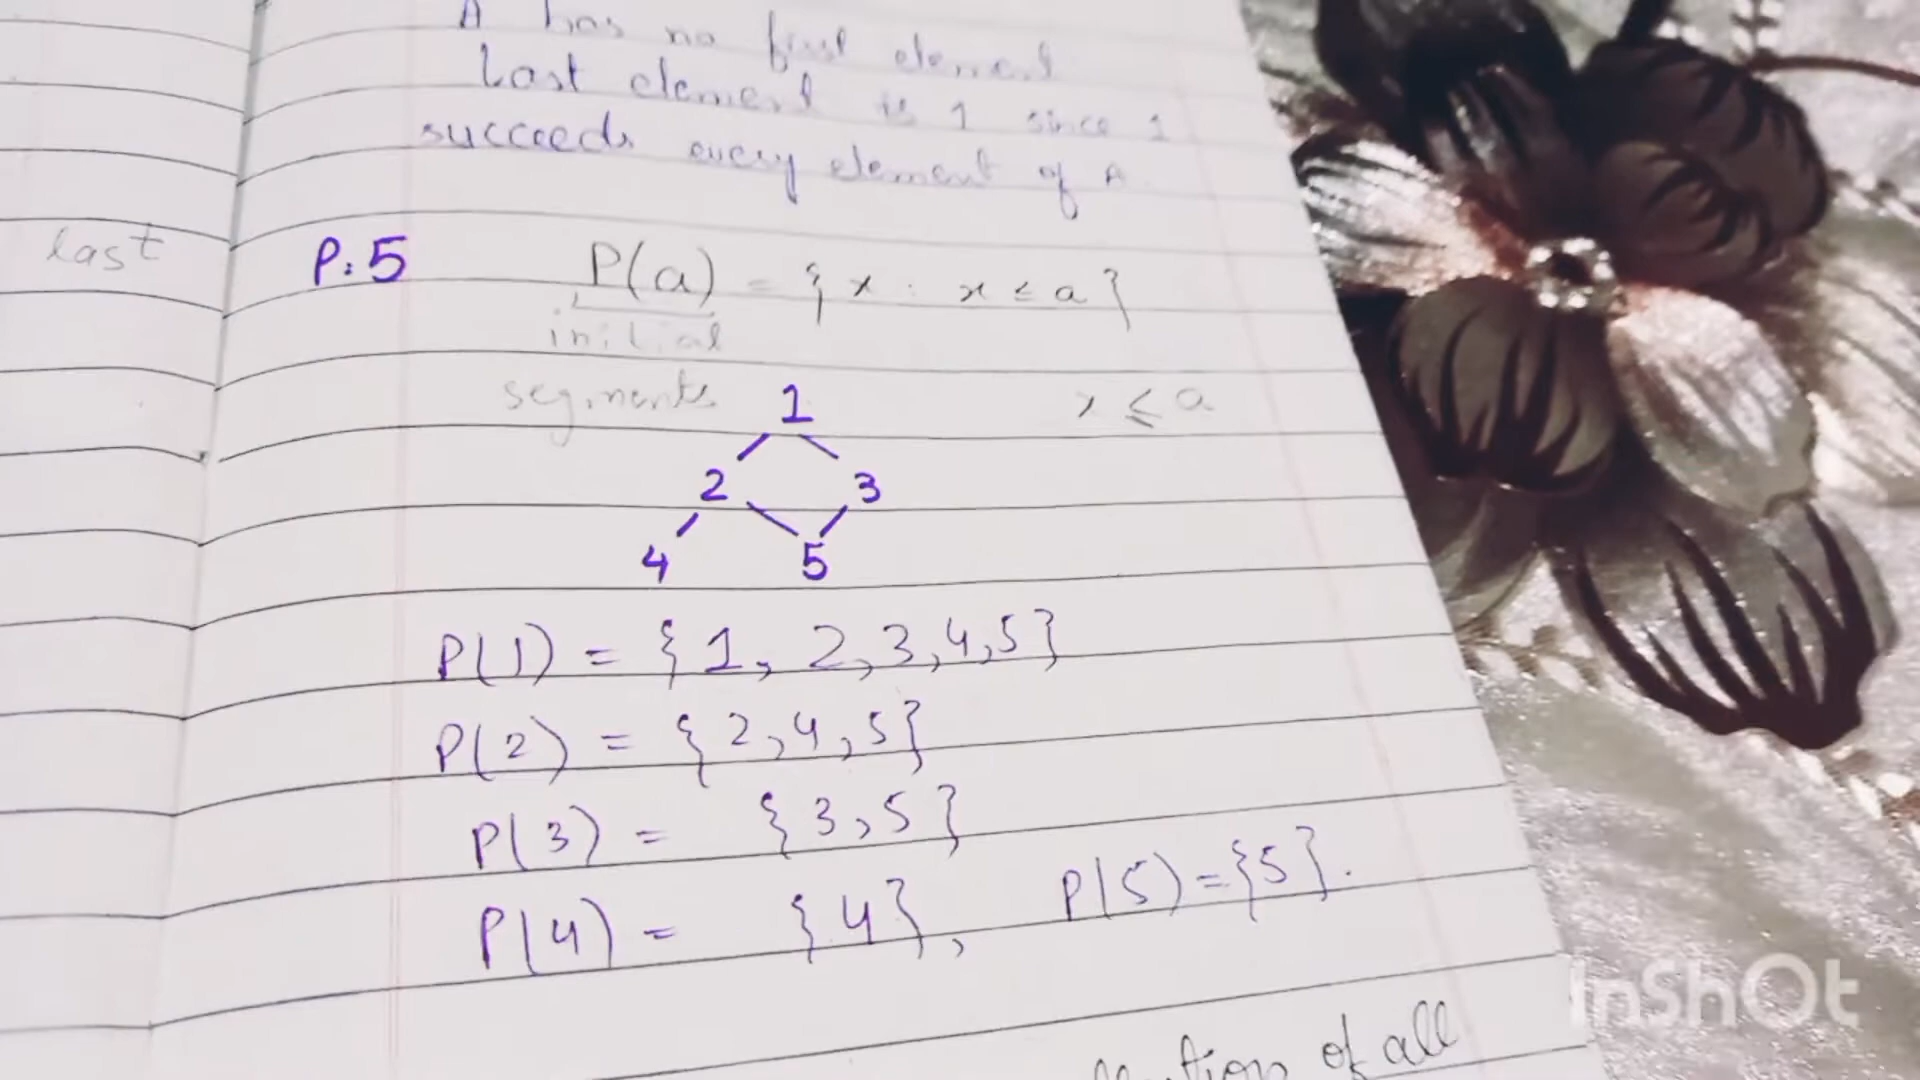 A has no first element
Last element is 1 since 1
succeeds every element of A.
last
P:5 P(a) = { x : x ≤ a }
initial
segments
x ≤ a
1
2 3
4 5
P(1) = { 1, 2, 3, 4, 5 }
P(2) = { 2, 4, 5 }
P(3) = { 3, 5 }
P(4) = { 4 }, P(5) = { 5 }.
of all
InShOt